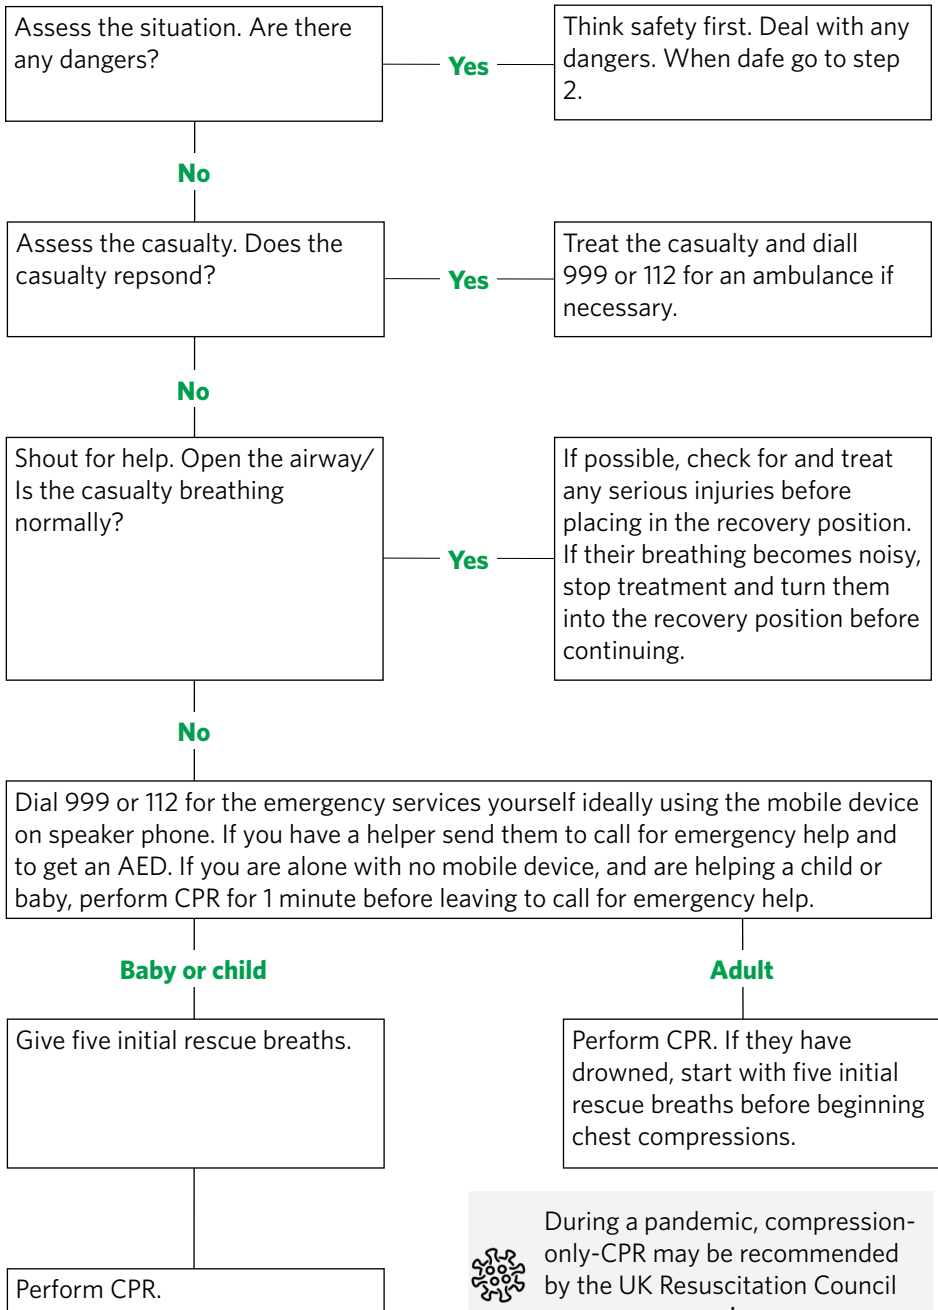 Assess the situation. Are there
any dangers?
Yes
Think safety first. Deal with any
dangers. When dafe go to step
2.
No
Assess the casualty. Does the
casualty repsond?
Yes
Treat the casualty and diall
999 or 112 for an ambulance if
necessary.
No
Shout for help. Open the airway/
Is the casualty breathing
normally?
Yes
If possible, check for and treat
any serious injuries before
placing in the recovery position.
If their breathing becomes noisy,
stop treatment and turn them
into the recovery position before
continuing.
No
Dial 999 or 112 for the emergency services yourself ideally using the mobile device
on speaker phone. If you have a helper send them to call for emergency help and
to get an AED. If you are alone with no mobile device, and are helping a child or
baby, perform CPR for 1 minute before leaving to call for emergency help.
Baby or child
Adult
Give five initial rescue breaths.
Perform CPR. If they have
drowned, start with five initial
rescue breaths before beginning
chest compressions.
Perform CPR.
During a pandemic, compression-
only-CPR may be recommended
by the UK Resuscitation Council